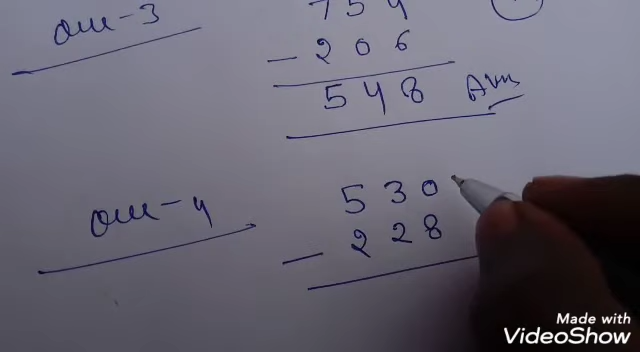 Que-3
754
- 206
548 Ans
Que-4
530
- 228
Made with
VideoShow